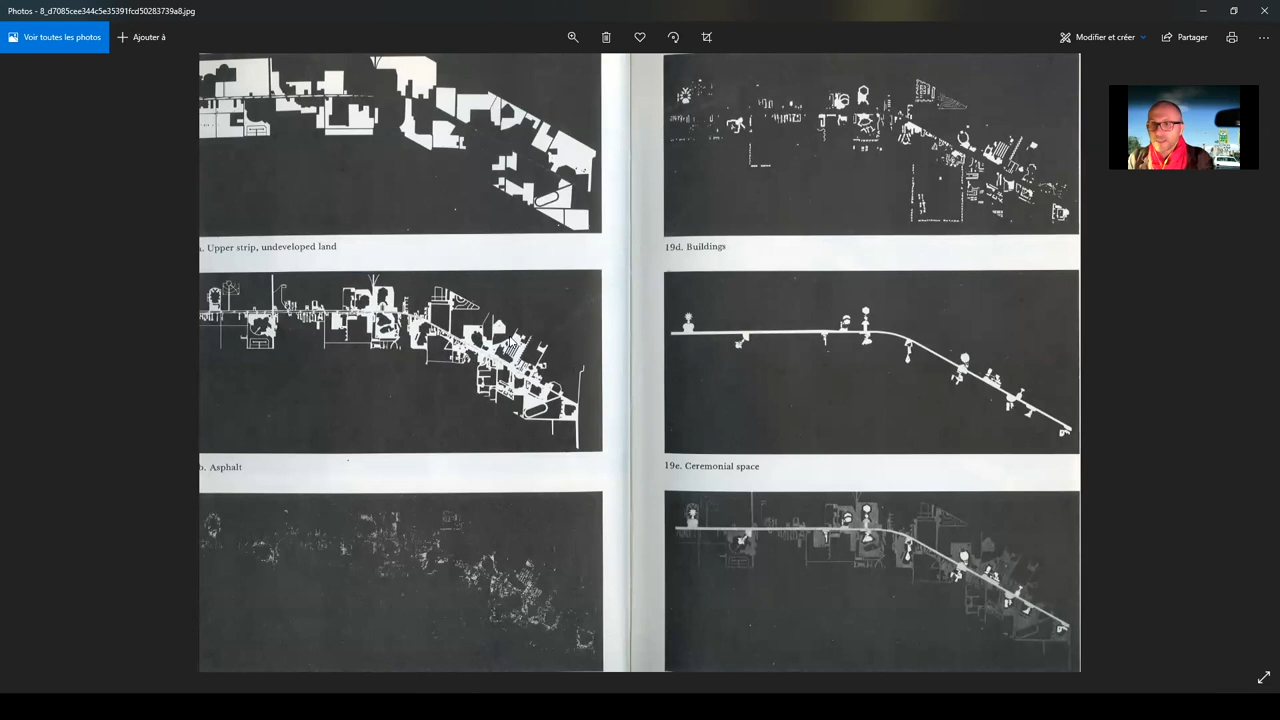 Photos - 8_d7085cee344c5e35391fcd50283739a8.jpg
Voir toutes les photos
Ajouter à
Modifier et créer
Partager
a. Upper strip, undeveloped land
19d. Buildings
b. Asphalt
19e. Ceremonial space